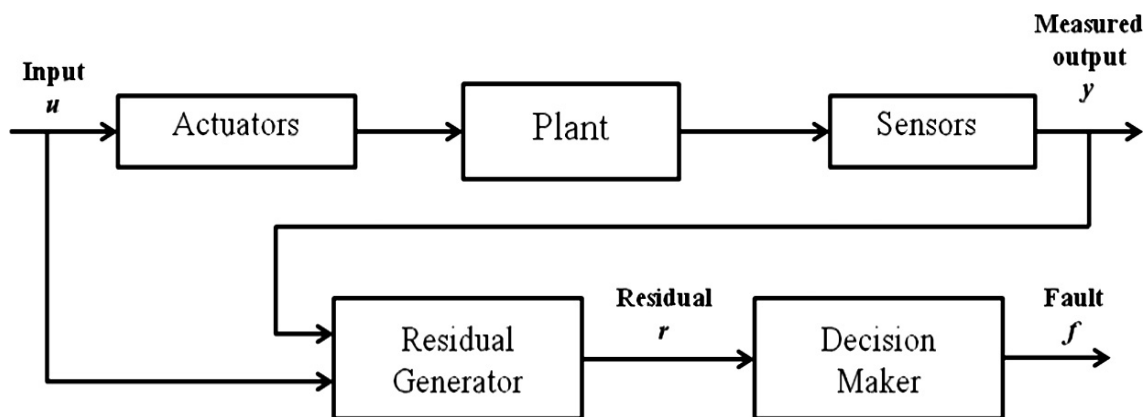 Measured
output
y
Input
u
Actuators
Plant
Sensors
Residual
r
Fault
f
Residual
Generator
Decision
Maker